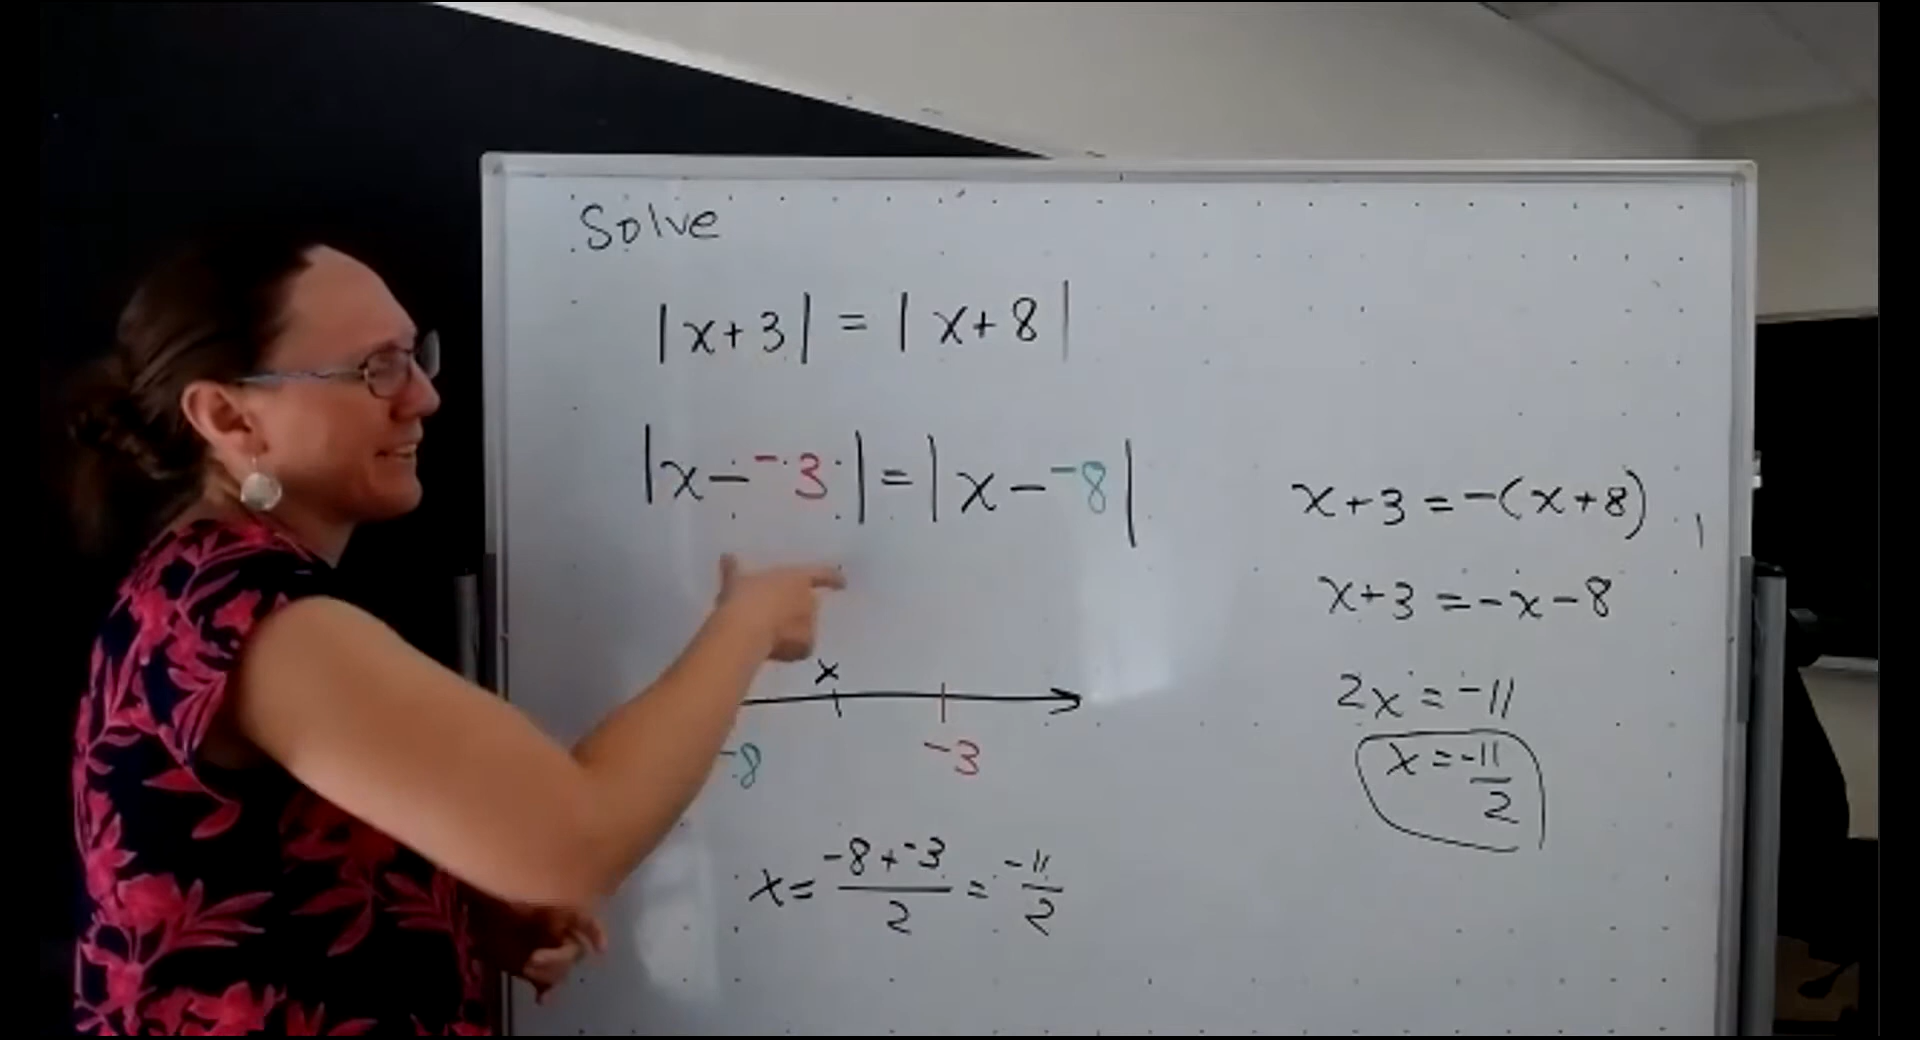 Solve
|x+3| = |x+8|
|x--3| = |x--8|
x
-8 -3
x = (-8+-3)/2 = -11/2
x+3 = -(x+8)
x+3 = -x-8
2x = -11
x = -11/2